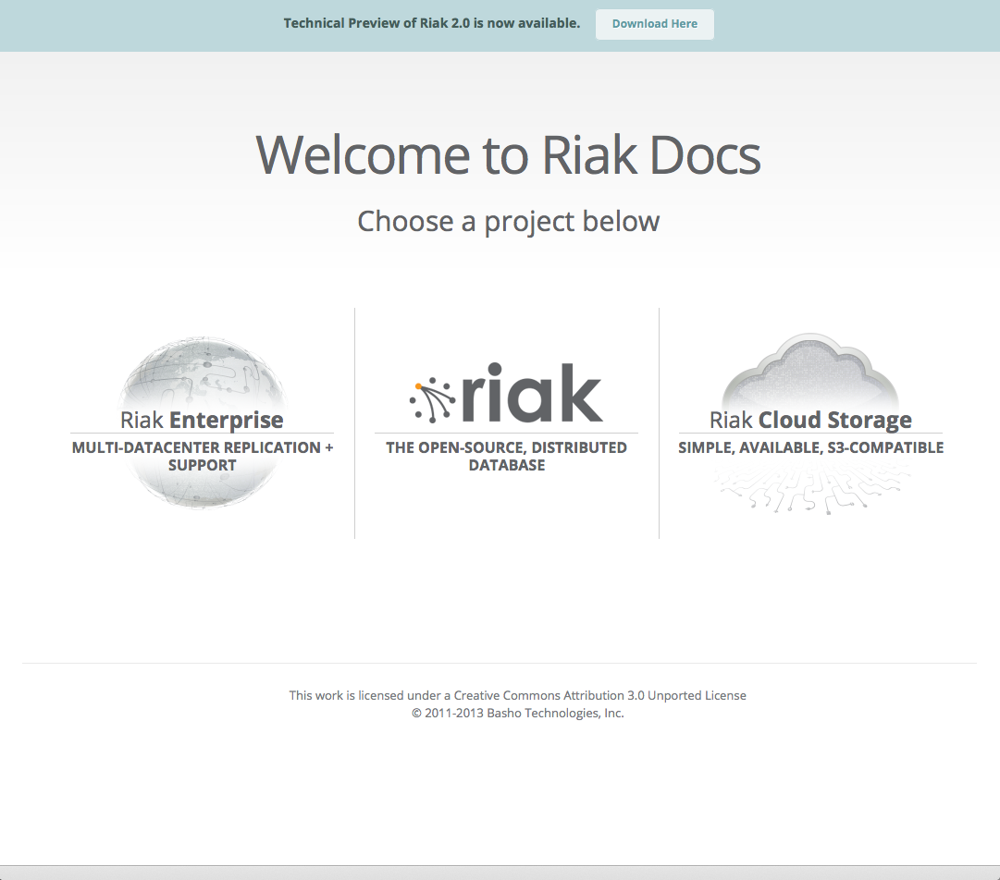 Technical Preview of Riak 2.0 is now available. Download Here
Welcome to Riak Docs
Choose a project below
Riak Enterprise
MULTI-DATACENTER REPLICATION +
SUPPORT
riak
THE OPEN-SOURCE, DISTRIBUTED
DATABASE
Riak Cloud Storage
SIMPLE, AVAILABLE, S3-COMPATIBLE
This work is licensed under a Creative Commons Attribution 3.0 Unported License
© 2011-2013 Basho Technologies, Inc.